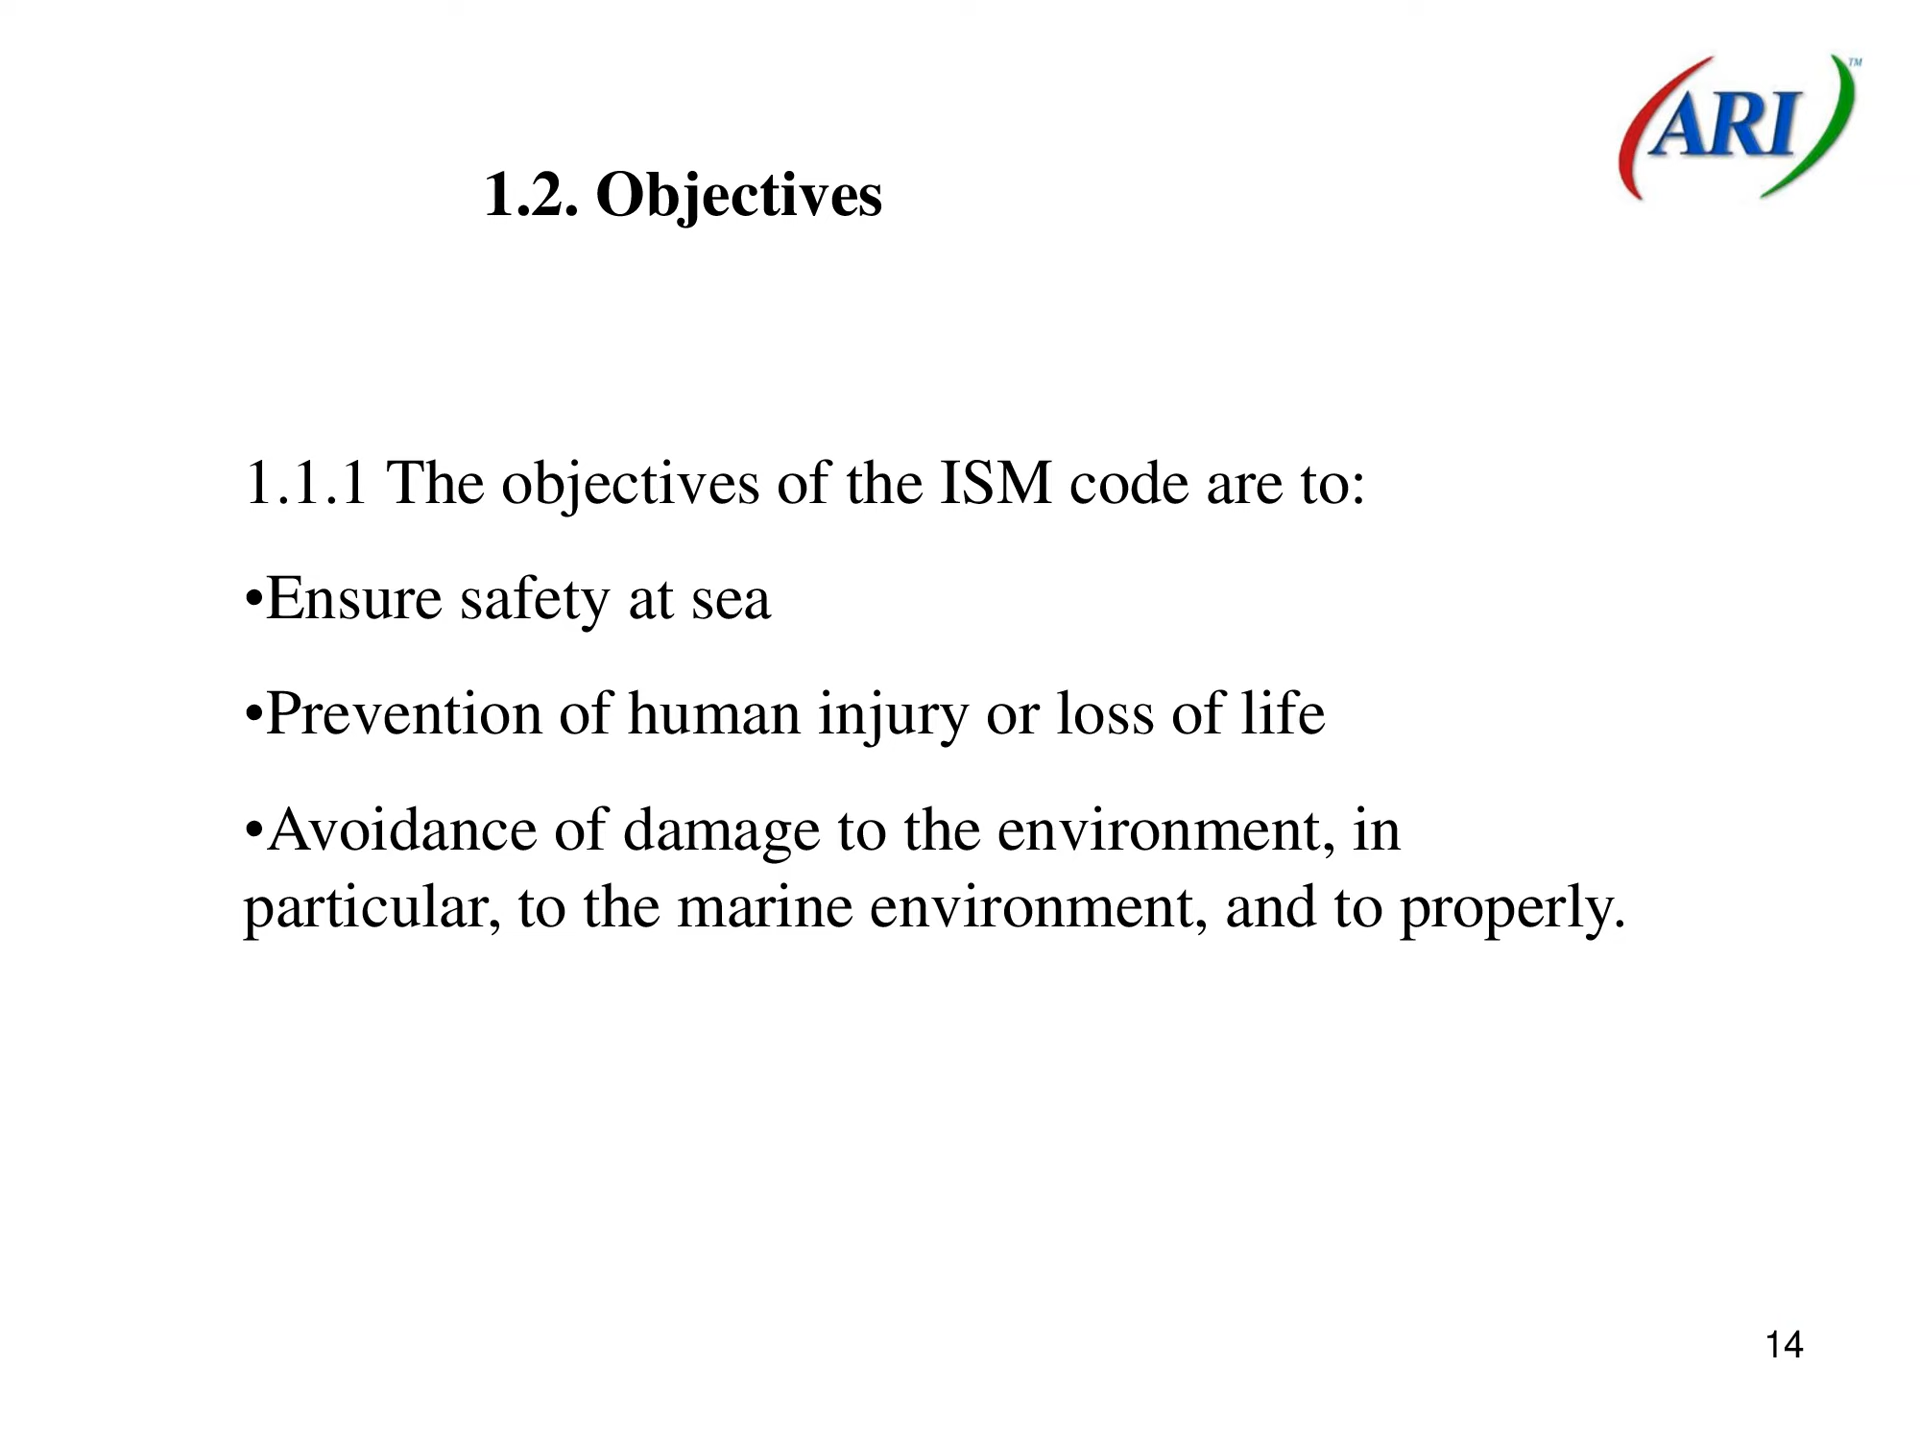 ARI™
1.2. Objectives
1.1.1 The objectives of the ISM code are to:
•Ensure safety at sea
•Prevention of human injury or loss of life
•Avoidance of damage to the environment, in
particular, to the marine environment, and to properly.
14